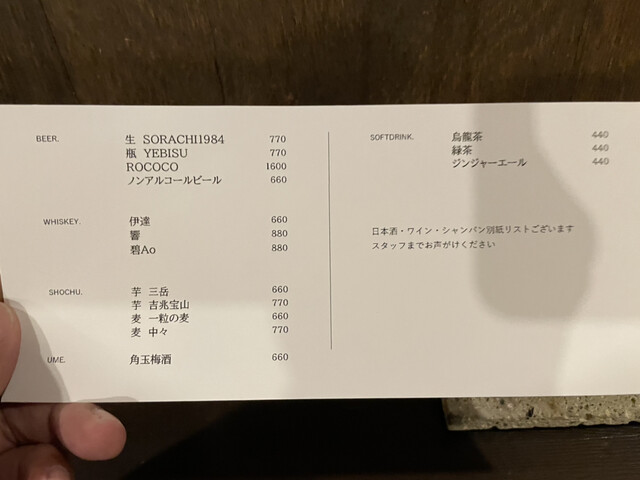 BEER.
生 SORACHI1984 770
瓶 YEBISU 770
ROCOCO 1600
ノンアルコールビール 660
WHISKEY.
伊達 660
響 880
碧Ao 880
SHOCHU.
芋 三岳 660
芋 吉兆宝山 770
麦 一粒の麦 660
麦 中々 770
UME.
角玉梅酒 660
SOFTDRINK.
烏龍茶 440
緑茶 440
ジンジャーエール 440
日本酒・ワイン・シャンパン別紙リストございます
スタッフまでお声がけください